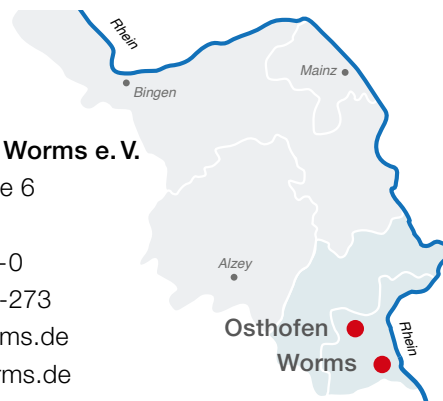 Rhein
Mainz
Bingen
Worms e. V.
e 6
-0
Alzey
-273
Osthofen
Rhein
ms.de
Worms
rms.de